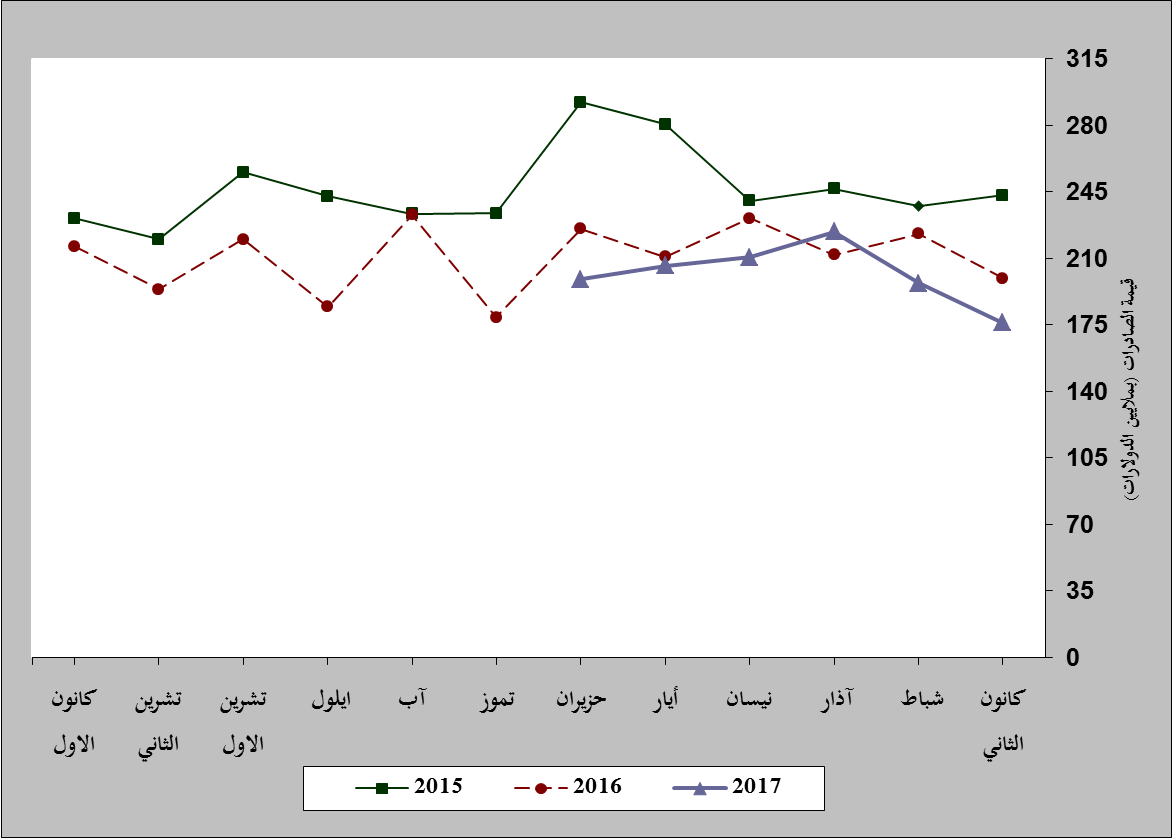 315
280
245
210
175
140
105
70
35
0
قيمة الصادرات (بملايين الدولارات)
كانون الثاني
شباط
آذار
نيسان
أيار
حزيران
تموز
آب
ايلول
تشرين الاول
تشرين الثاني
كانون الاول
2015
2016
2017